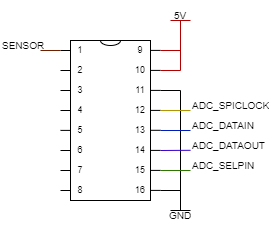 5V
SENSOR
1 9
2 10
3 11
4 12 ADC_SPICLOCK
5 13 ADC_DATAIN
6 14 ADC_DATAOUT
7 15 ADC_SELPIN
8 16
GND